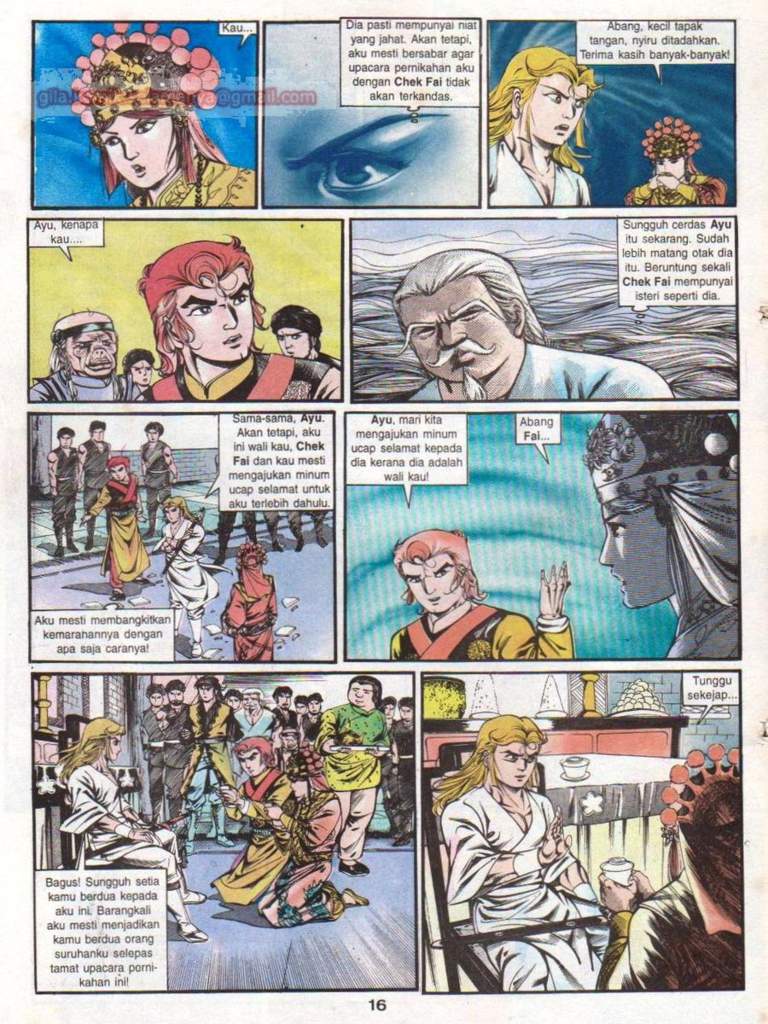 Kau...
Dia pasti mempunyai niat
yang jahat. Akan tetapi,
aku mesti bersabar agar
upacara pernikahan aku
dengan Chek Fai tidak
akan terkandas.
Abang, kecil tapak
tangan, nyiru ditadahkan.
Terima kasih banyak-banyak!
Ayu, kenapa
kau....
Sungguh cerdas Ayu
itu sekarang. Sudah
lebih matang otak dia
itu. Beruntung sekali
Chek Fai mempunyai
isteri seperti dia.
Sama-sama, Ayu.
Akan tetapi, aku
ini wali kau, Chek
Fai dan kau mesti
mengajukan minum
ucap selamat untuk
aku terlebih dahulu.
Aku mesti membangkitkan
kemarahannya dengan
apa saja caranya!
Ayu, mari kita
mengajukan minum
ucap selamat kepada
dia kerana dia adalah
wali kau!
Abang
Fai...
Bagus! Sungguh setia
kamu berdua kepada
aku ini. Barangkali
aku mesti menjadikan
kamu berdua orang
suruhanku selepas
tamat upacara perni-
kahan ini!
Tunggu
sekejap...
16